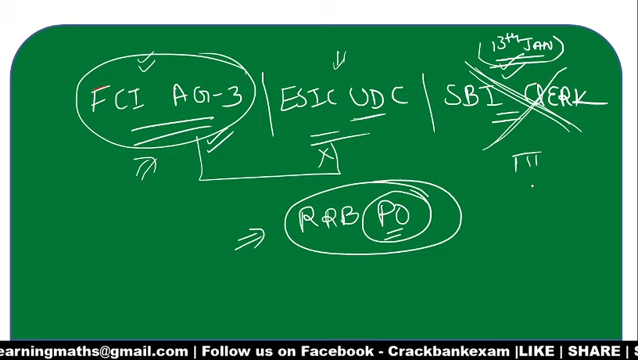 (13th JAN)
FCI AG-3 | ESIC UDC | SBI CLERK
RRB PO
earningmaths@gmail.com | Follow us on Facebook - Crackbankexam |LIKE | SHARE | S